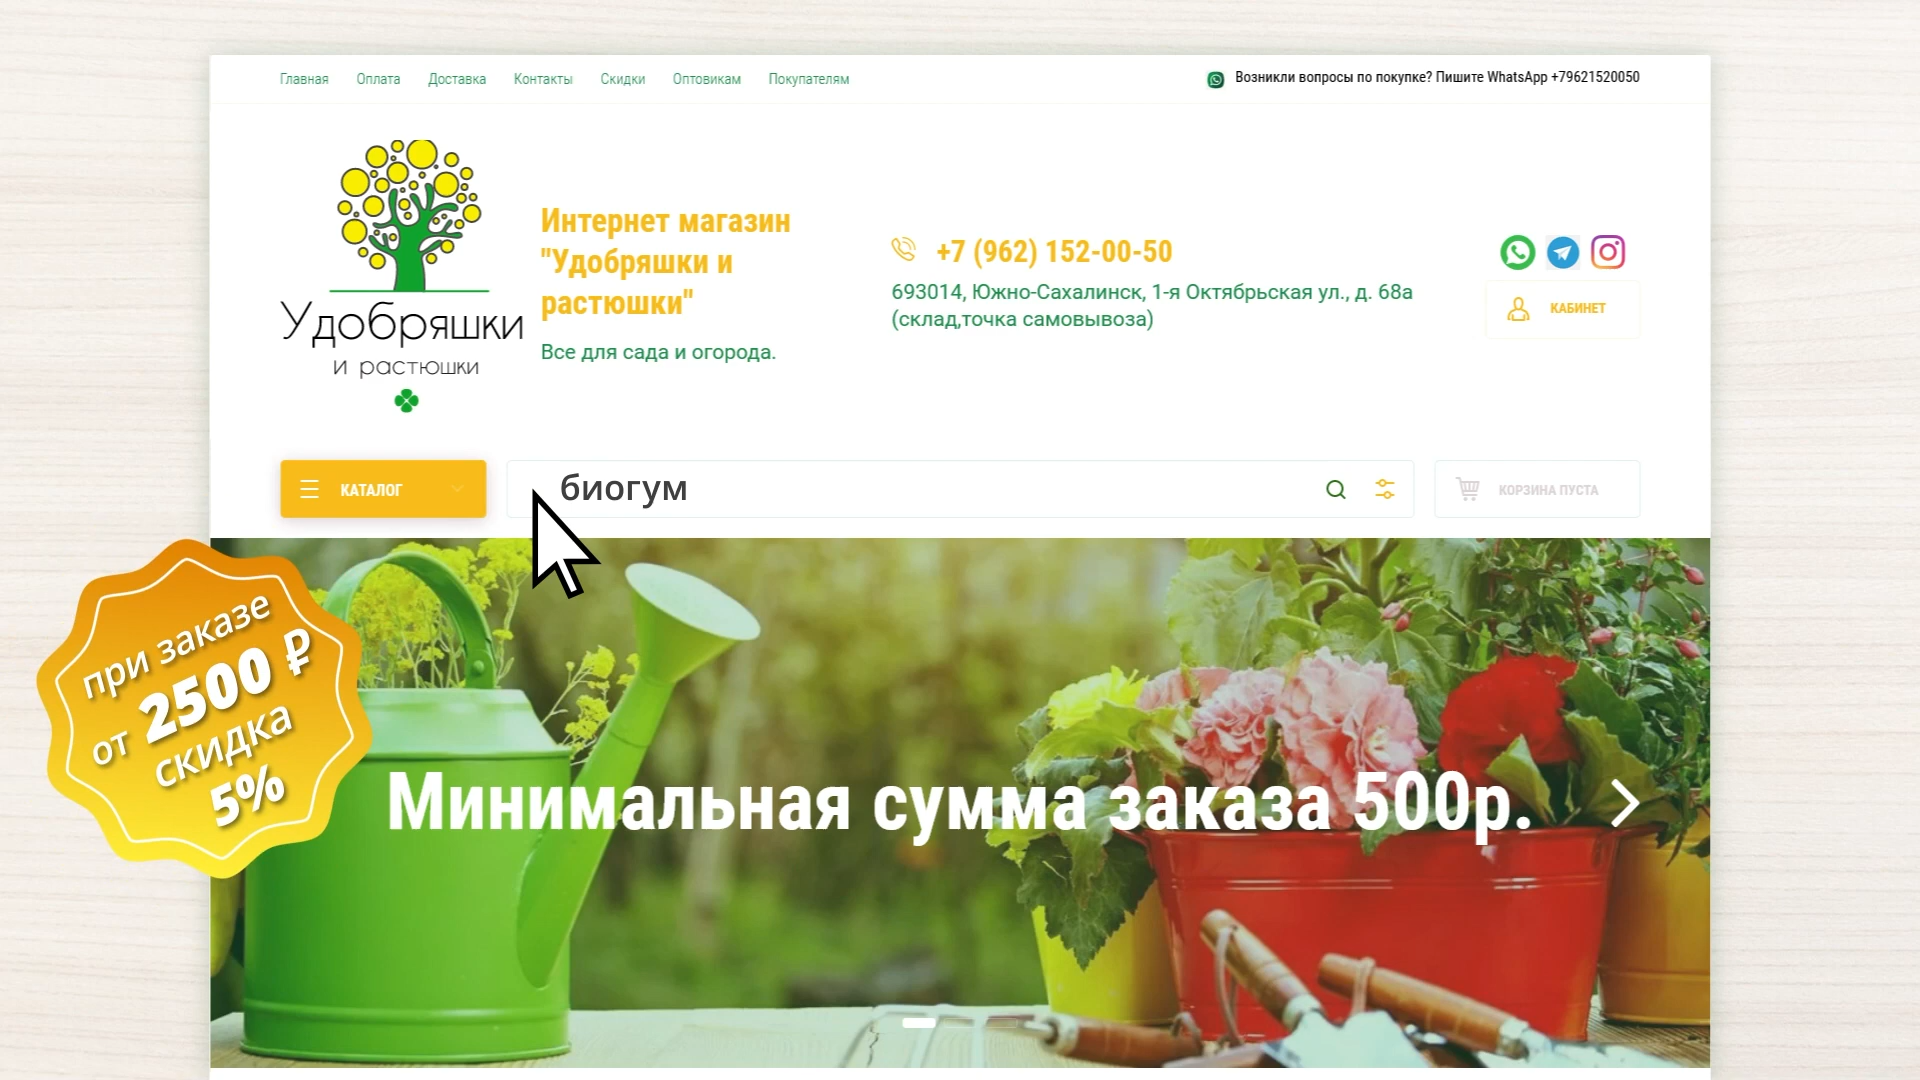 Главная Оплата Доставка Контакты Скидки Оптовикам Покупателям
Возникли вопросы по покупке? Пишите WhatsApp +79621520050
Удобряшки
и растюшки
Интернет магазин
"Удобряшки и
растюшки"
Все для сада и огорода.
+7 (962) 152-00-50
693014, Южно-Сахалинск, 1-я Октябрьская ул., д. 68а
(склад,точка самовывоза)
КАБИНЕТ
КАТАЛОГ
биогум
КОРЗИНА ПУСТА
при заказе
от 2500 ₽
скидка
5%
Минимальная сумма заказа 500р.